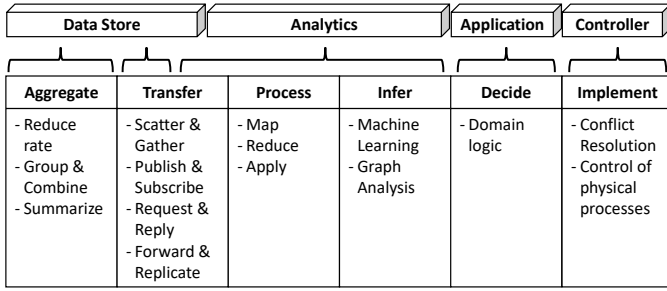 Data Store
Analytics
Application
Controller
Aggregate
Transfer
Process
Infer
Decide
Implement
- Reduce
rate
- Group &
Combine
- Summarize
- Scatter &
Gather
- Publish &
Subscribe
- Request &
Reply
- Forward &
Replicate
- Map
- Reduce
- Apply
- Machine
Learning
- Graph
Analysis
- Domain
logic
- Conflict
Resolution
- Control of
physical
processes